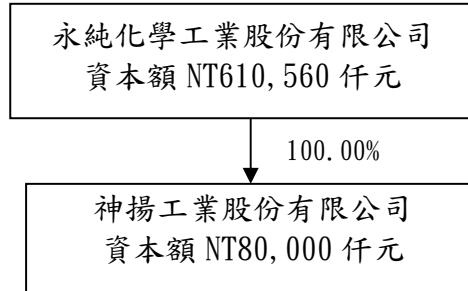 永純化學工業股份有限公司
資本額 NT610,560 仟元
100.00%
神揚工業股份有限公司
資本額 NT80,000 仟元